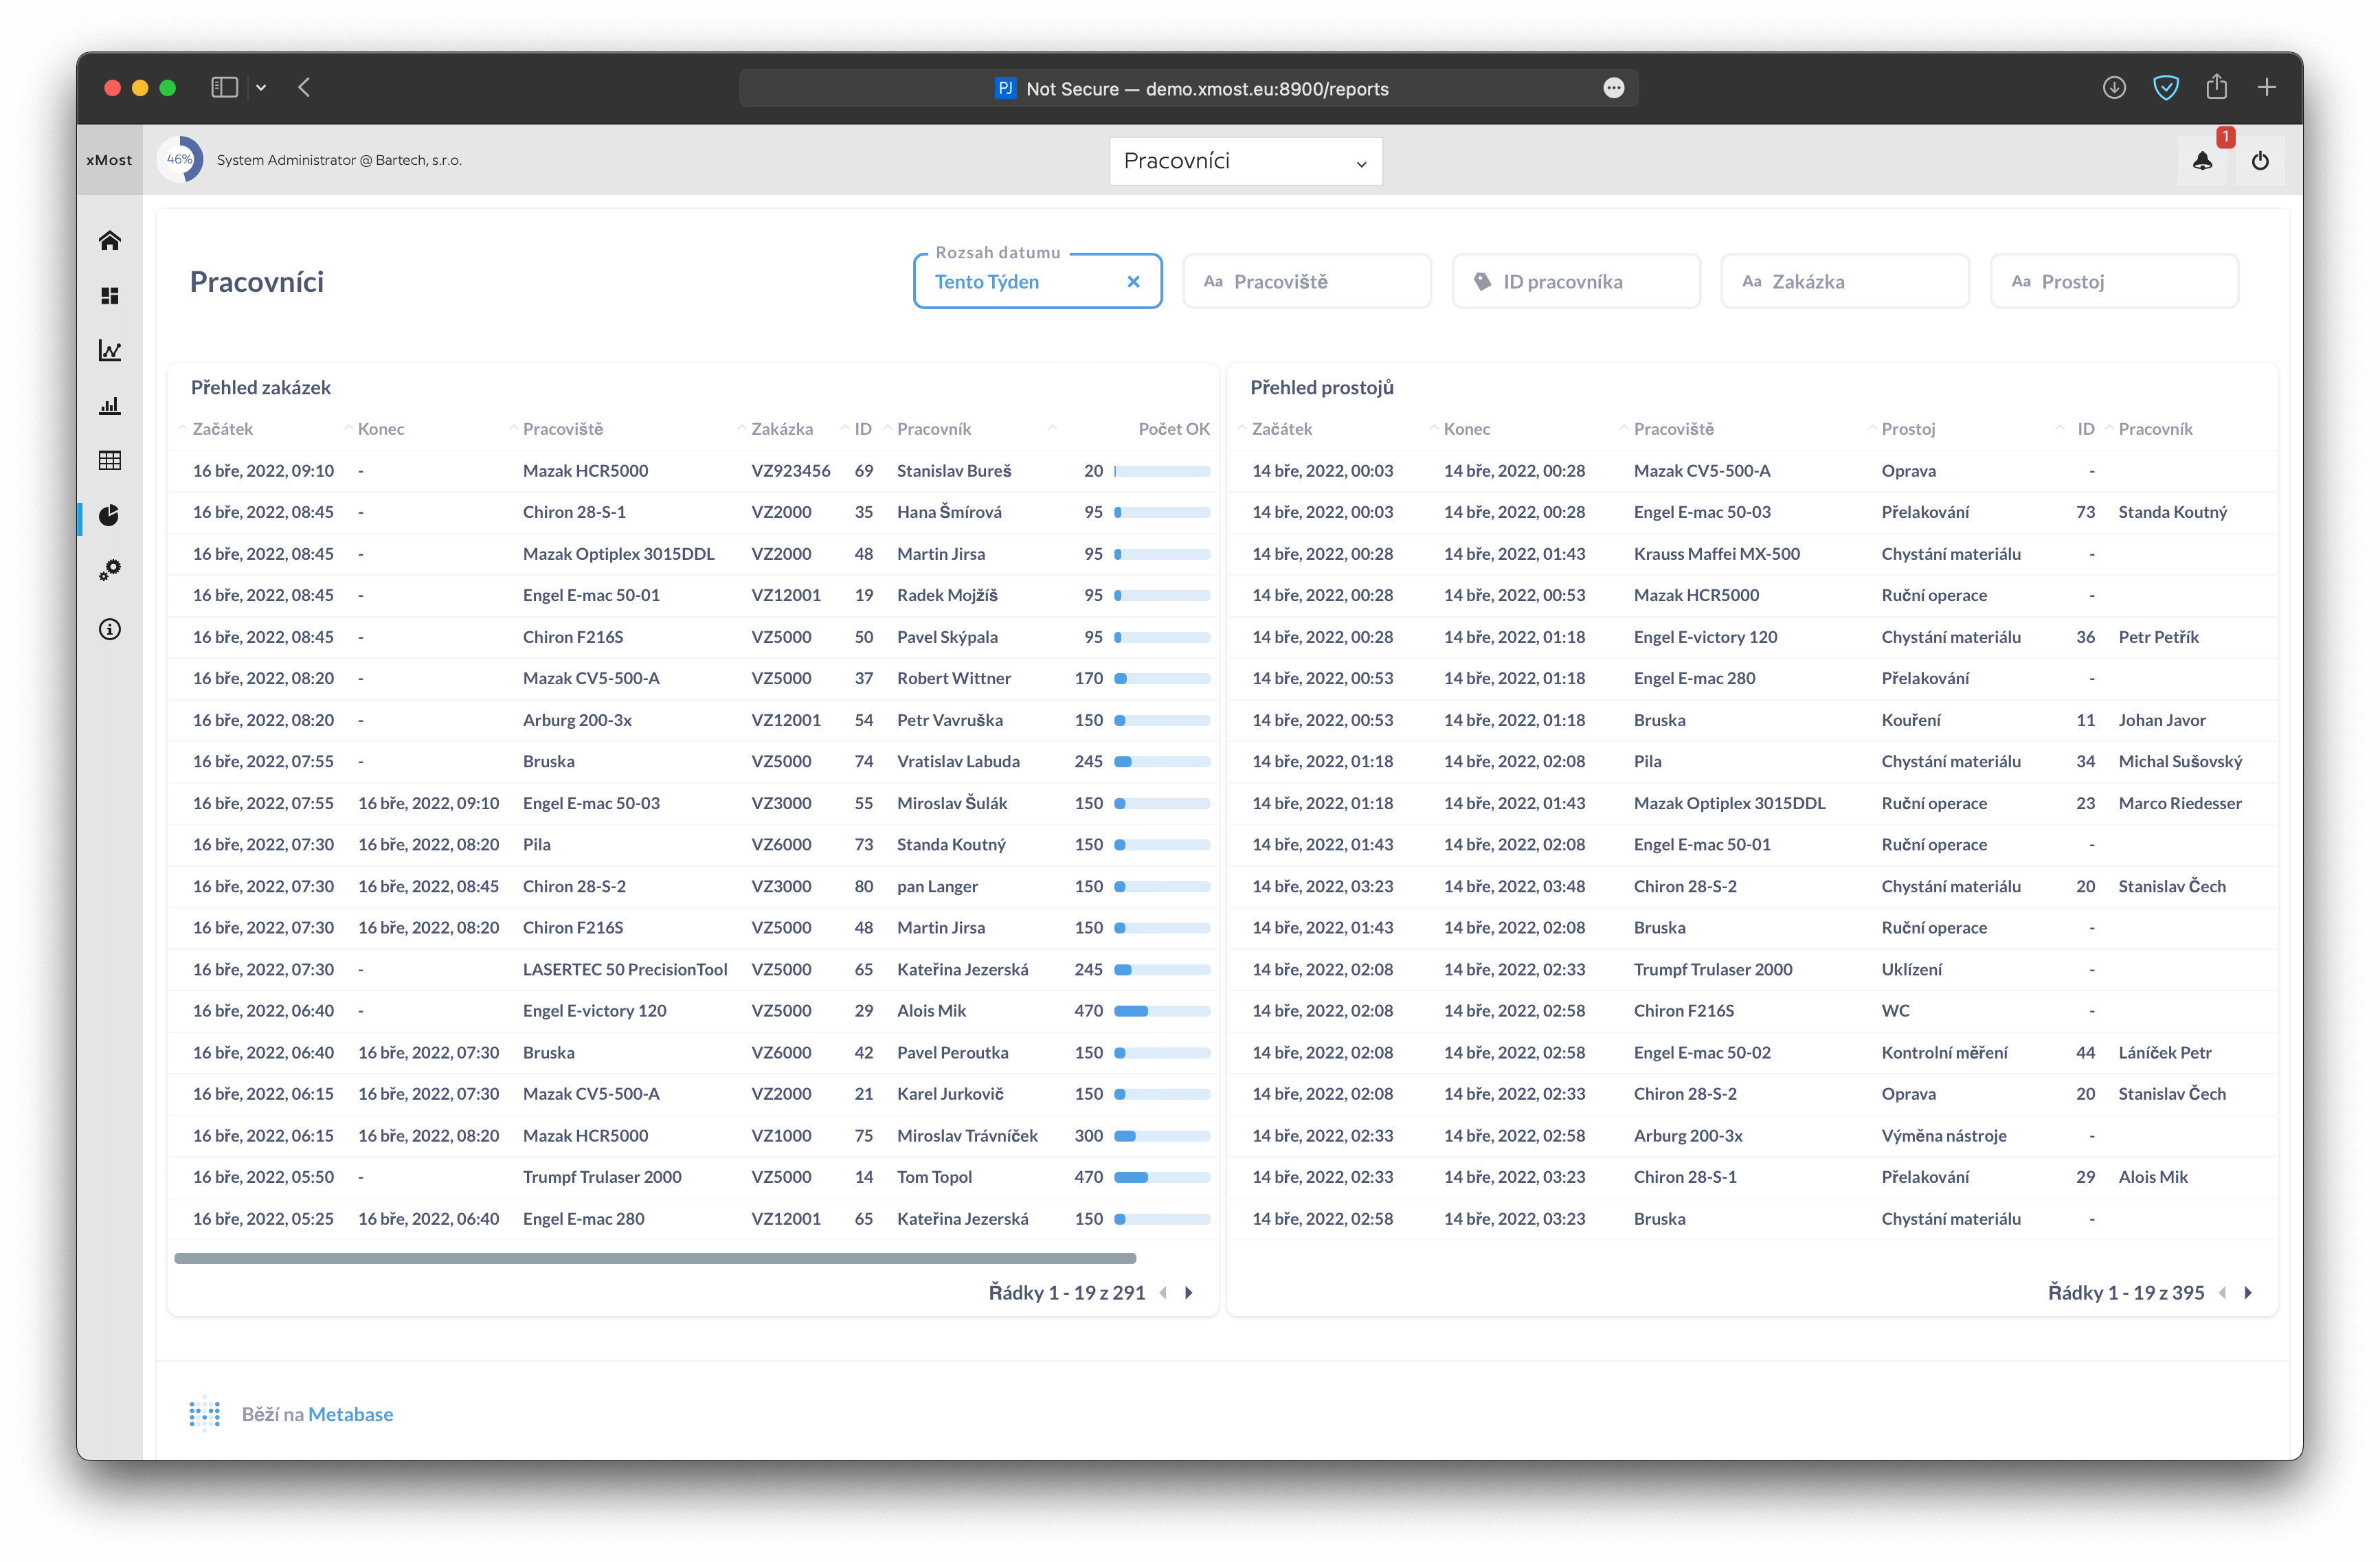 PJ Not Secure — demo.xmost.eu:8900/reports
xMost 46% System Administrator @ Bartech, s.r.o. Pracovníci 1
Pracovníci
Rozsah datumu
Tento Týden
Aa Pracoviště
ID pracovníka
Aa Zakázka
Aa Prostoj
Přehled zakázek
Začátek Konec Pracoviště Zakázka ID Pracovník Počet OK
16 bře, 2022, 09:10 - Mazak HCR5000 VZ923456 69 Stanislav Bureš 20
16 bře, 2022, 08:45 - Chiron 28-S-1 VZ2000 35 Hana Šmírová 95
16 bře, 2022, 08:45 - Mazak Optiplex 3015DDL VZ2000 48 Martin Jirsa 95
16 bře, 2022, 08:45 - Engel E-mac 50-01 VZ12001 19 Radek Mojžíš 95
16 bře, 2022, 08:45 - Chiron F216S VZ5000 50 Pavel Skýpala 95
16 bře, 2022, 08:20 - Mazak CV5-500-A VZ5000 37 Robert Wittner 170
16 bře, 2022, 08:20 - Arburg 200-3x VZ12001 54 Petr Vavruška 150
16 bře, 2022, 07:55 - Bruska VZ5000 74 Vratislav Labuda 245
16 bře, 2022, 07:55 16 bře, 2022, 09:10 Engel E-mac 50-03 VZ3000 55 Miroslav Šulák 150
16 bře, 2022, 07:30 16 bře, 2022, 08:20 Pila VZ6000 73 Standa Koutný 150
16 bře, 2022, 07:30 16 bře, 2022, 08:45 Chiron 28-S-2 VZ3000 80 pan Langer 150
16 bře, 2022, 07:30 16 bře, 2022, 08:20 Chiron F216S VZ5000 48 Martin Jirsa 150
16 bře, 2022, 07:30 - LASERTEC 50 PrecisionTool VZ5000 65 Kateřina Jezerská 245
16 bře, 2022, 06:40 - Engel E-victory 120 VZ5000 29 Alois Mik 470
16 bře, 2022, 06:40 16 bře, 2022, 07:30 Bruska VZ6000 42 Pavel Peroutka 150
16 bře, 2022, 06:15 16 bře, 2022, 07:30 Mazak CV5-500-A VZ2000 21 Karel Jurkovič 150
16 bře, 2022, 06:15 16 bře, 2022, 08:20 Mazak HCR5000 VZ1000 75 Miroslav Trávníček 300
16 bře, 2022, 05:50 - Trumpf Trulaser 2000 VZ5000 14 Tom Topol 470
16 bře, 2022, 05:25 16 bře, 2022, 06:40 Engel E-mac 280 VZ12001 65 Kateřina Jezerská 150
Řádky 1 - 19 z 291
Přehled prostojů
Začátek Konec Pracoviště Prostoj ID Pracovník
14 bře, 2022, 00:03 14 bře, 2022, 00:28 Mazak CV5-500-A Oprava -
14 bře, 2022, 00:03 14 bře, 2022, 00:28 Engel E-mac 50-03 Přelakování 73 Standa Koutný
14 bře, 2022, 00:28 14 bře, 2022, 01:43 Krauss Maffei MX-500 Chystání materiálu -
14 bře, 2022, 00:28 14 bře, 2022, 00:53 Mazak HCR5000 Ruční operace -
14 bře, 2022, 00:28 14 bře, 2022, 01:18 Engel E-victory 120 Chystání materiálu 36 Petr Petřík
14 bře, 2022, 00:53 14 bře, 2022, 01:18 Engel E-mac 280 Přelakování -
14 bře, 2022, 00:53 14 bře, 2022, 01:18 Bruska Kouření 11 Johan Javor
14 bře, 2022, 01:18 14 bře, 2022, 02:08 Pila Chystání materiálu 34 Michal Sušovský
14 bře, 2022, 01:18 14 bře, 2022, 01:43 Mazak Optiplex 3015DDL Ruční operace 23 Marco Riedesser
14 bře, 2022, 01:43 14 bře, 2022, 02:08 Engel E-mac 50-01 Ruční operace -
14 bře, 2022, 03:23 14 bře, 2022, 03:48 Chiron 28-S-2 Chystání materiálu 20 Stanislav Čech
14 bře, 2022, 01:43 14 bře, 2022, 02:08 Bruska Ruční operace -
14 bře, 2022, 02:08 14 bře, 2022, 02:33 Trumpf Trulaser 2000 Uklízení -
14 bře, 2022, 02:08 14 bře, 2022, 02:58 Chiron F216S WC -
14 bře, 2022, 02:08 14 bře, 2022, 02:58 Engel E-mac 50-02 Kontrolní měření 44 Láníček Petr
14 bře, 2022, 02:08 14 bře, 2022, 02:33 Chiron 28-S-2 Oprava 20 Stanislav Čech
14 bře, 2022, 02:33 14 bře, 2022, 02:58 Arburg 200-3x Výměna nástroje -
14 bře, 2022, 02:33 14 bře, 2022, 03:23 Chiron 28-S-1 Přelakování 29 Alois Mik
14 bře, 2022, 02:58 14 bře, 2022, 03:23 Bruska Chystání materiálu -
Řádky 1 - 19 z 395
Běží na Metabase